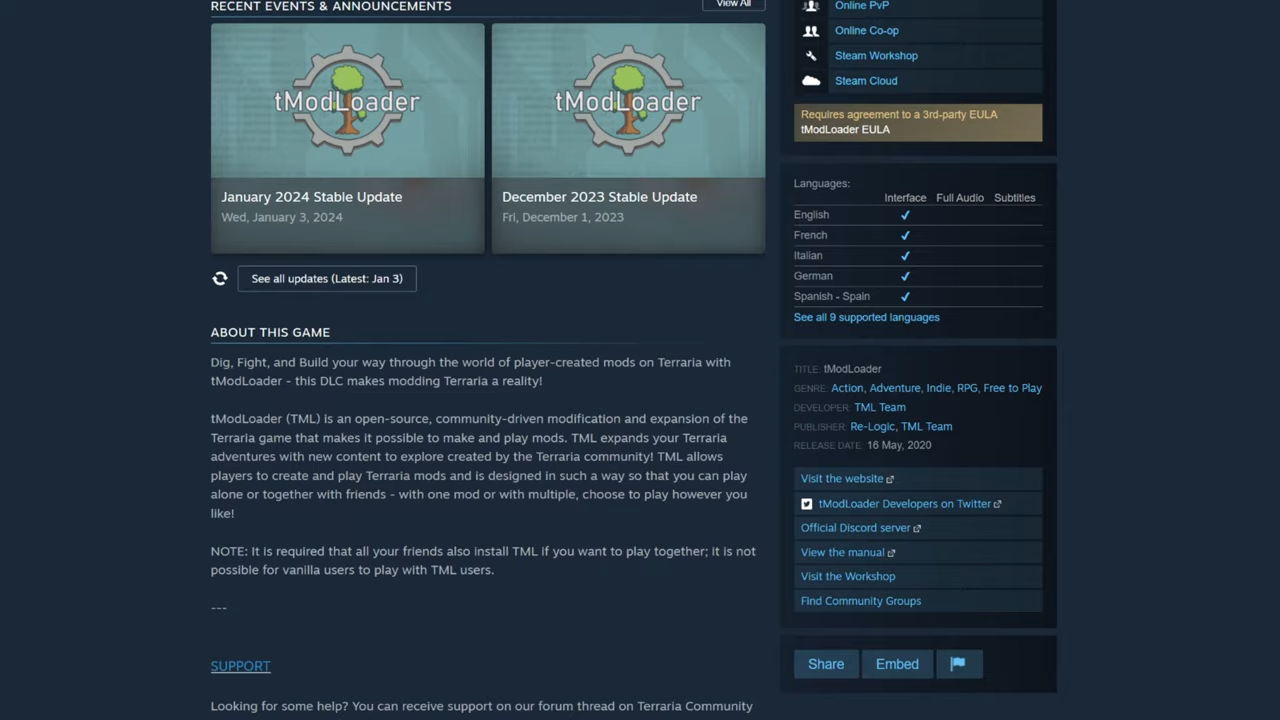 RECENT EVENTS & ANNOUNCEMENTS
View All
tModLoader
January 2024 Stable Update
Wed, January 3, 2024
tModLoader
December 2023 Stable Update
Fri, December 1, 2023
See all updates (Latest: Jan 3)
ABOUT THIS GAME
Dig, Fight, and Build your way through the world of player-created mods on Terraria with
tModLoader - this DLC makes modding Terraria a reality!
tModLoader (TML) is an open-source, community-driven modification and expansion of the
Terraria game that makes it possible to make and play mods. TML expands your Terraria
adventures with new content to explore created by the Terraria community! TML allows
players to create and play Terraria mods and is designed in such a way so that you can play
alone or together with friends - with one mod or with multiple, choose to play however you
like!
NOTE: It is required that all your friends also install TML if you want to play together; it is not
possible for vanilla users to play with TML users.
---
SUPPORT
Looking for some help? You can receive support on our forum thread on Terraria Community
Online PvP
Online Co-op
Steam Workshop
Steam Cloud
Requires agreement to a 3rd-party EULA
tModLoader EULA
Languages:
Interface Full Audio Subtitles
English ✔
French ✔
Italian ✔
German ✔
Spanish - Spain ✔
See all 9 supported languages
TITLE: tModLoader
GENRE: Action, Adventure, Indie, RPG, Free to Play
DEVELOPER: TML Team
PUBLISHER: Re-Logic, TML Team
RELEASE DATE: 16 May, 2020
Visit the website
tModLoader Developers on Twitter
Official Discord server
View the manual
Visit the Workshop
Find Community Groups
Share Embed